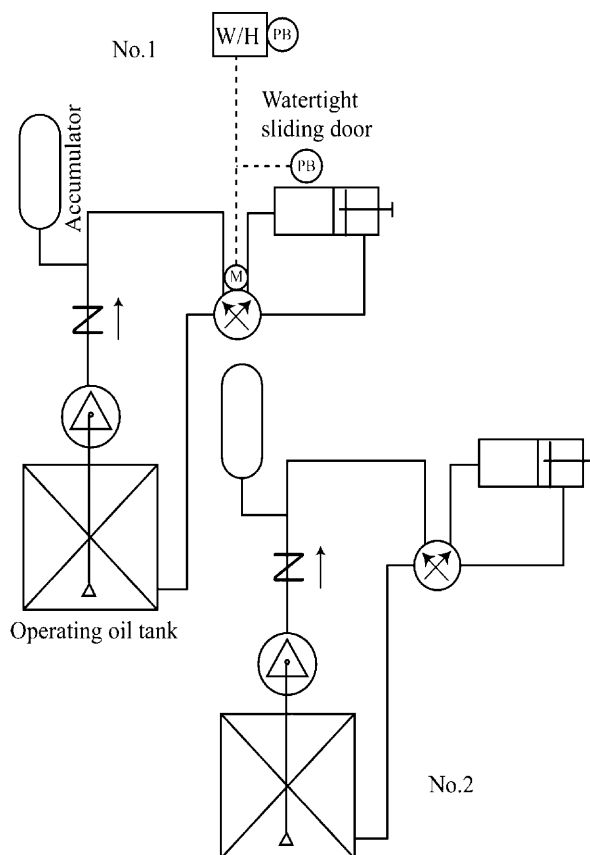 No.1
W/H
PB
Watertight
sliding door
PB
Accumulator
M
Operating oil tank
No.2